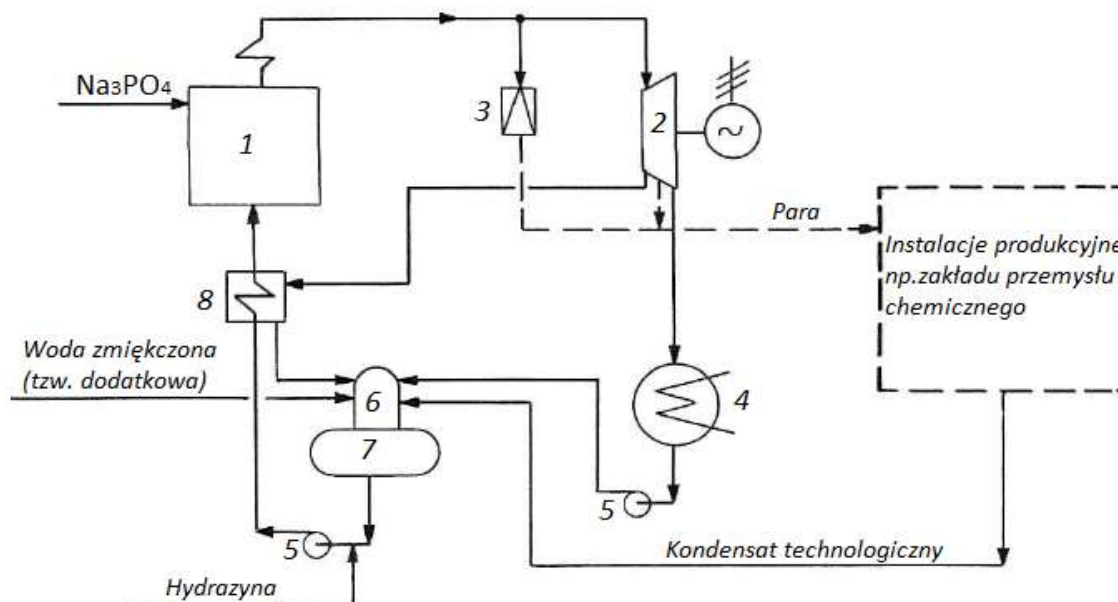 Na₃PO₄
1
3
2
~
Para
Instalacje produkcyjne
np.zakładu przemysłu
chemicznego
8
Woda zmiękczona
(tzw. dodatkowa)
6
4
7
5
5
Kondensat technologiczny
Hydrazyna